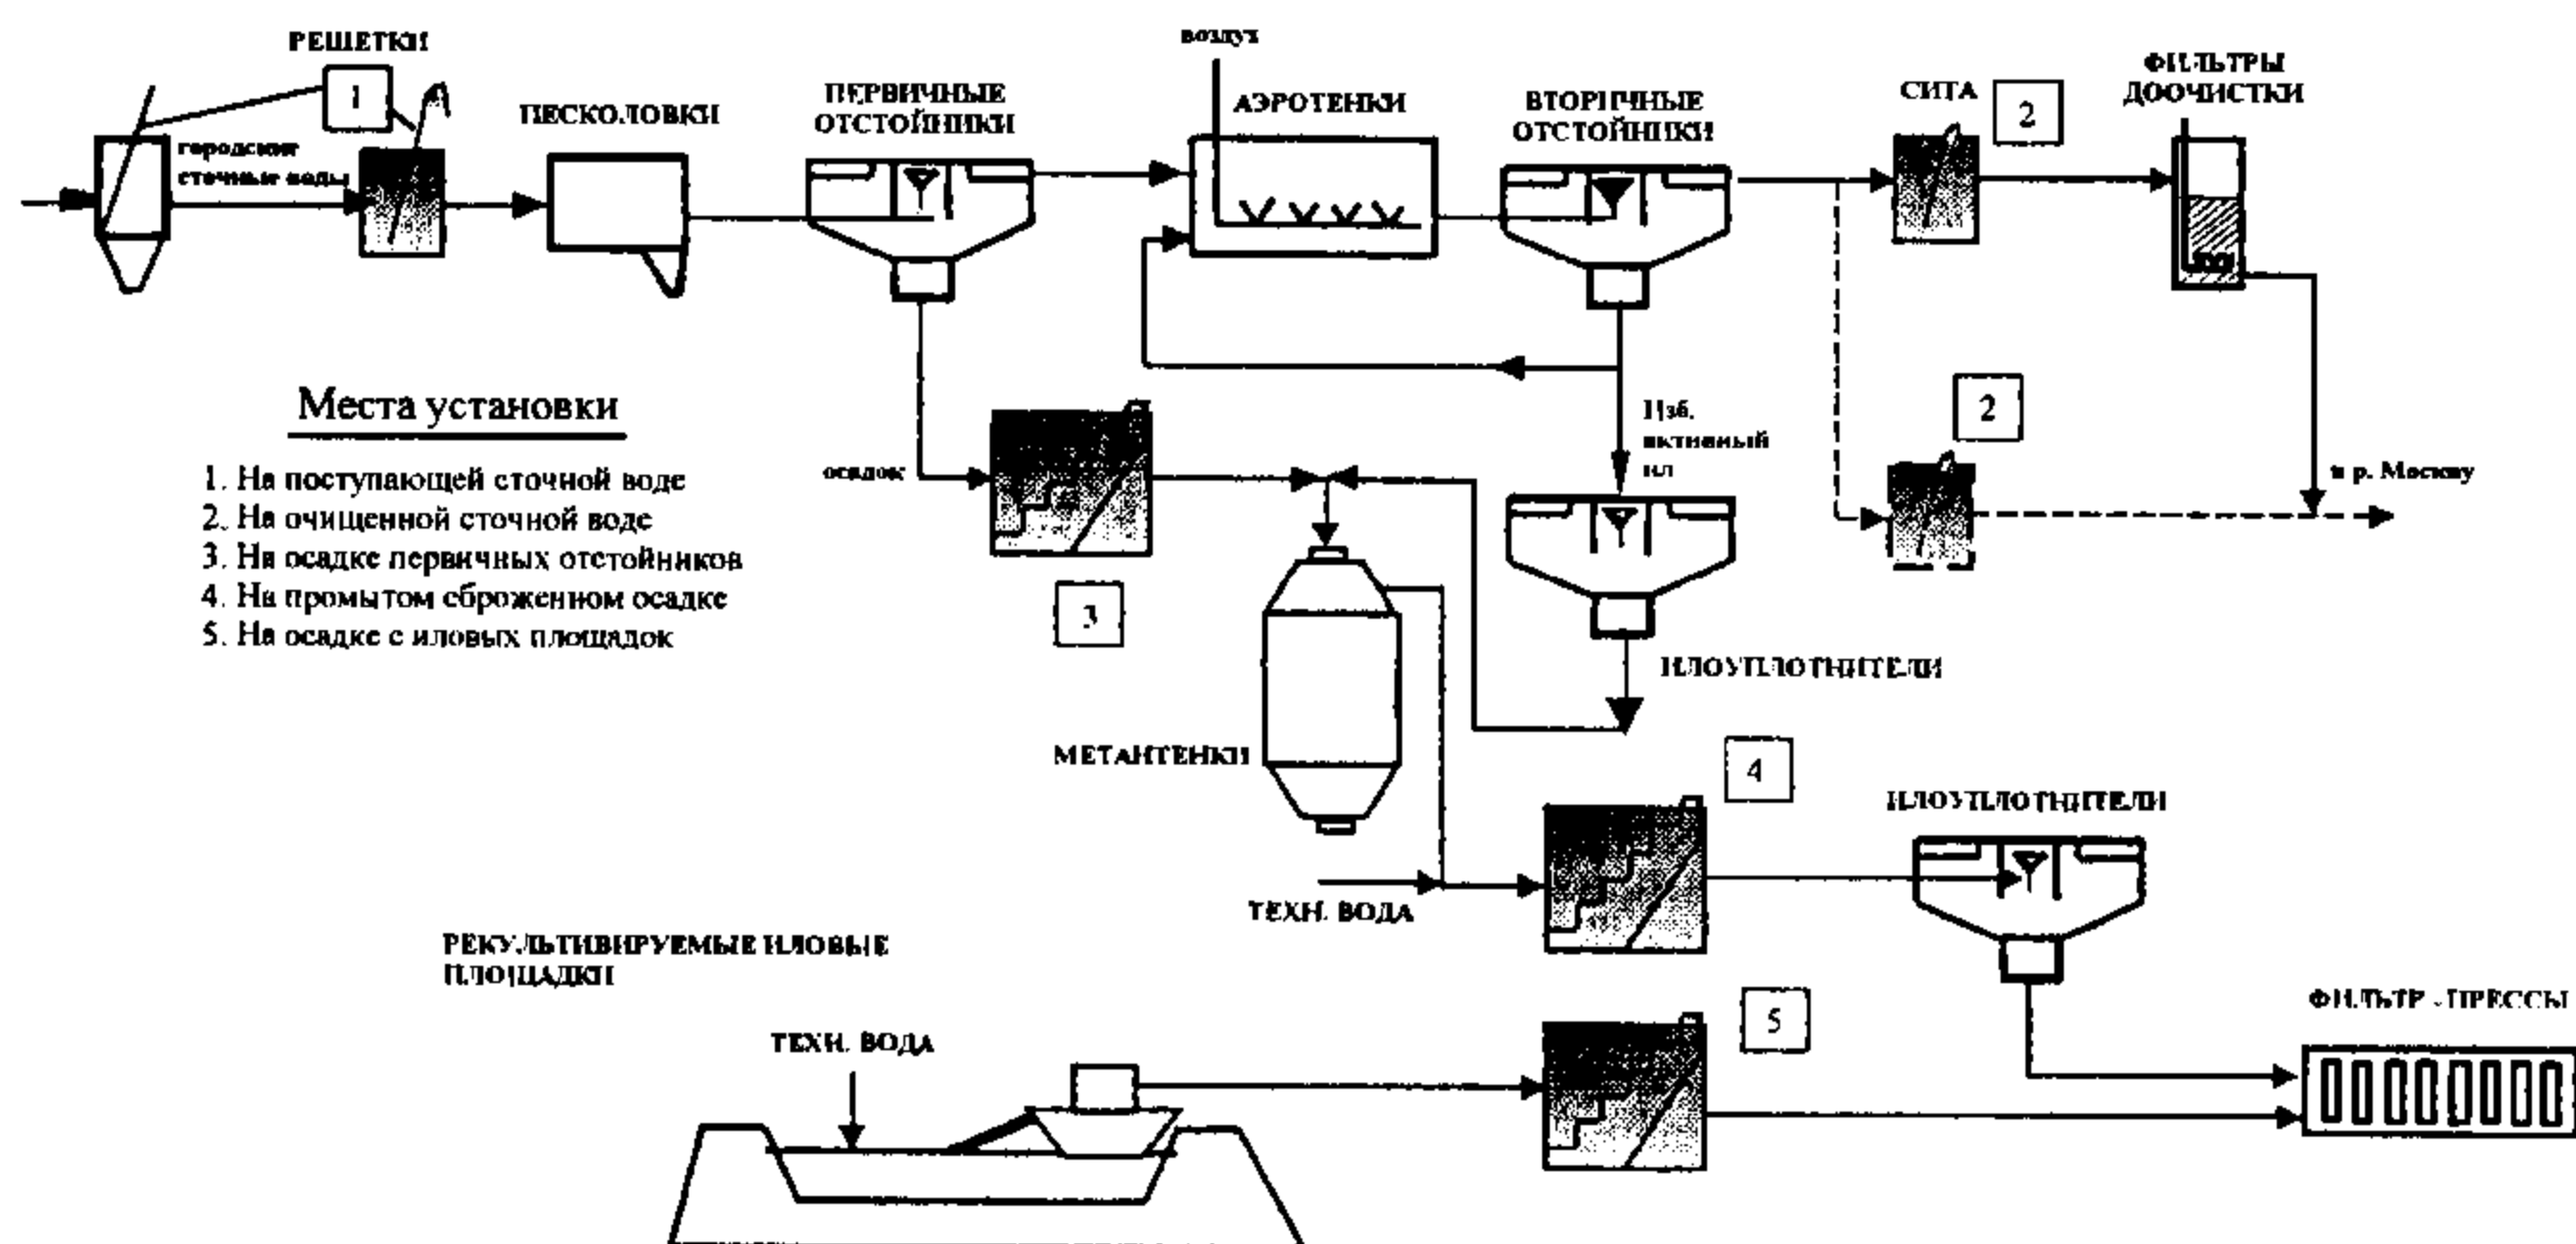 РЕШЕТКИ
1
городские
сточные воды
ПЕСКОЛОВКИ
ПЕРВИЧНЫЕ
ОТСТОЙНИКИ
воздух
АЭРОТЕНКИ
ВТОРИЧНЫЕ
ОТСТОЙНИКИ
СИТА
2
ФИЛЬТРЫ
ДООЧИСТКИ
Места установки
1. На поступающей сточной воде
2. На очищенной сточной воде
3. На осадке первичных отстойников
4. На промытом сброженном осадке
5. На осадке с иловых площадок
осадок
3
Изб.
активный
ил
2
в р. Москву
ИЛОУПЛОТНИТЕЛИ
МЕТАНТЕНКИ
4
ИЛОУПЛОТНИТЕЛИ
ТЕХН. ВОДА
РЕКУЛЬТИВИРУЕМЫЕ ИЛОВЫЕ
ПЛОЩАДКИ
ТЕХН. ВОДА
5
ФИЛЬТР -ПРЕССЫ